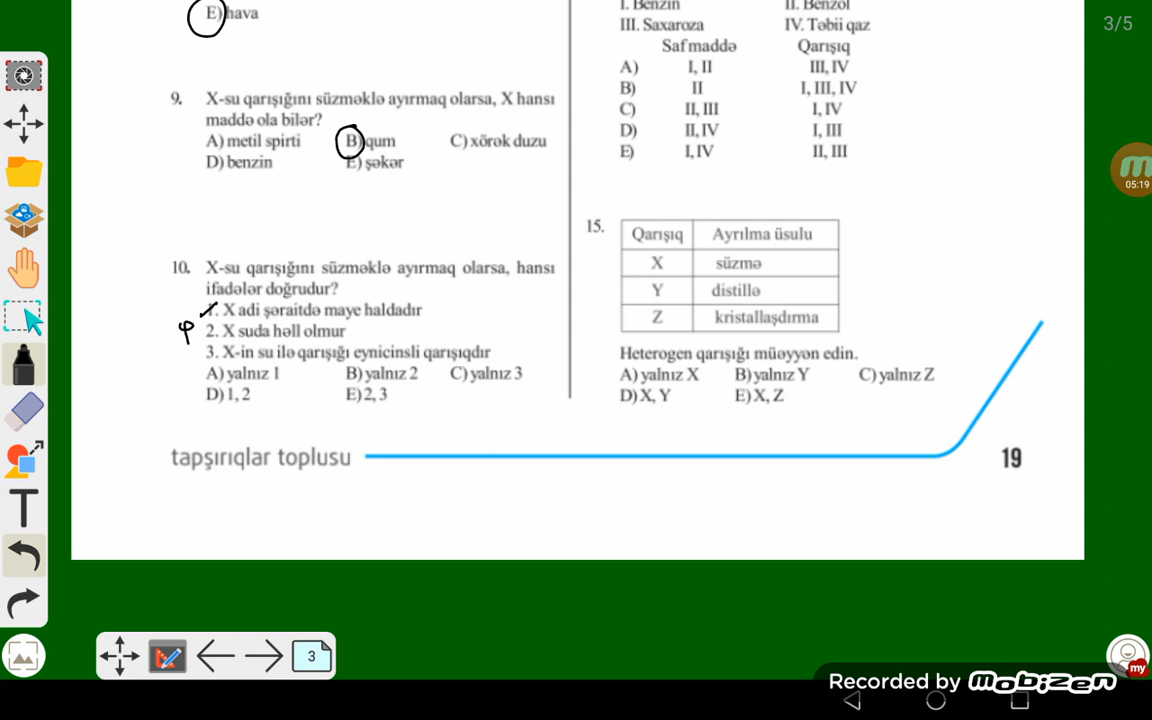 E) hava
9. X-su qarışığını süzməklə ayırmaq olarsa, X hansı
maddə ola bilər?
A) metil spirti B) qum C) xörək duzu
D) benzin E) şəkər
10. X-su qarışığını süzməklə ayırmaq olarsa, hansı
ifadələr doğrudur?
1. X adi şəraitdə maye haldadır
φ 2. X suda həll olmur
3. X-in su ilə qarışığı eynicinsli qarışıqdır
A) yalnız 1 B) yalnız 2 C) yalnız 3
D) 1, 2 E) 2, 3
I. Benzin II. Benzol
III. Saxaroza IV. Təbii qaz
Saf maddə Qarışıq
A) I, II III, IV
B) II I, III, IV
C) II, III I, IV
D) II, IV I, III
E) I, IV II, III
15.
Qarışıq Ayrılma üsulu
X süzmə
Y distillə
Z kristallaşdırma
Heterogen qarışığı müəyyən edin.
A) yalnız X B) yalnız Y C) yalnız Z
D) X, Y E) X, Z
tapşırıqlar toplusu 19
3/5
05:19
T
3
my
Recorded by mobizen